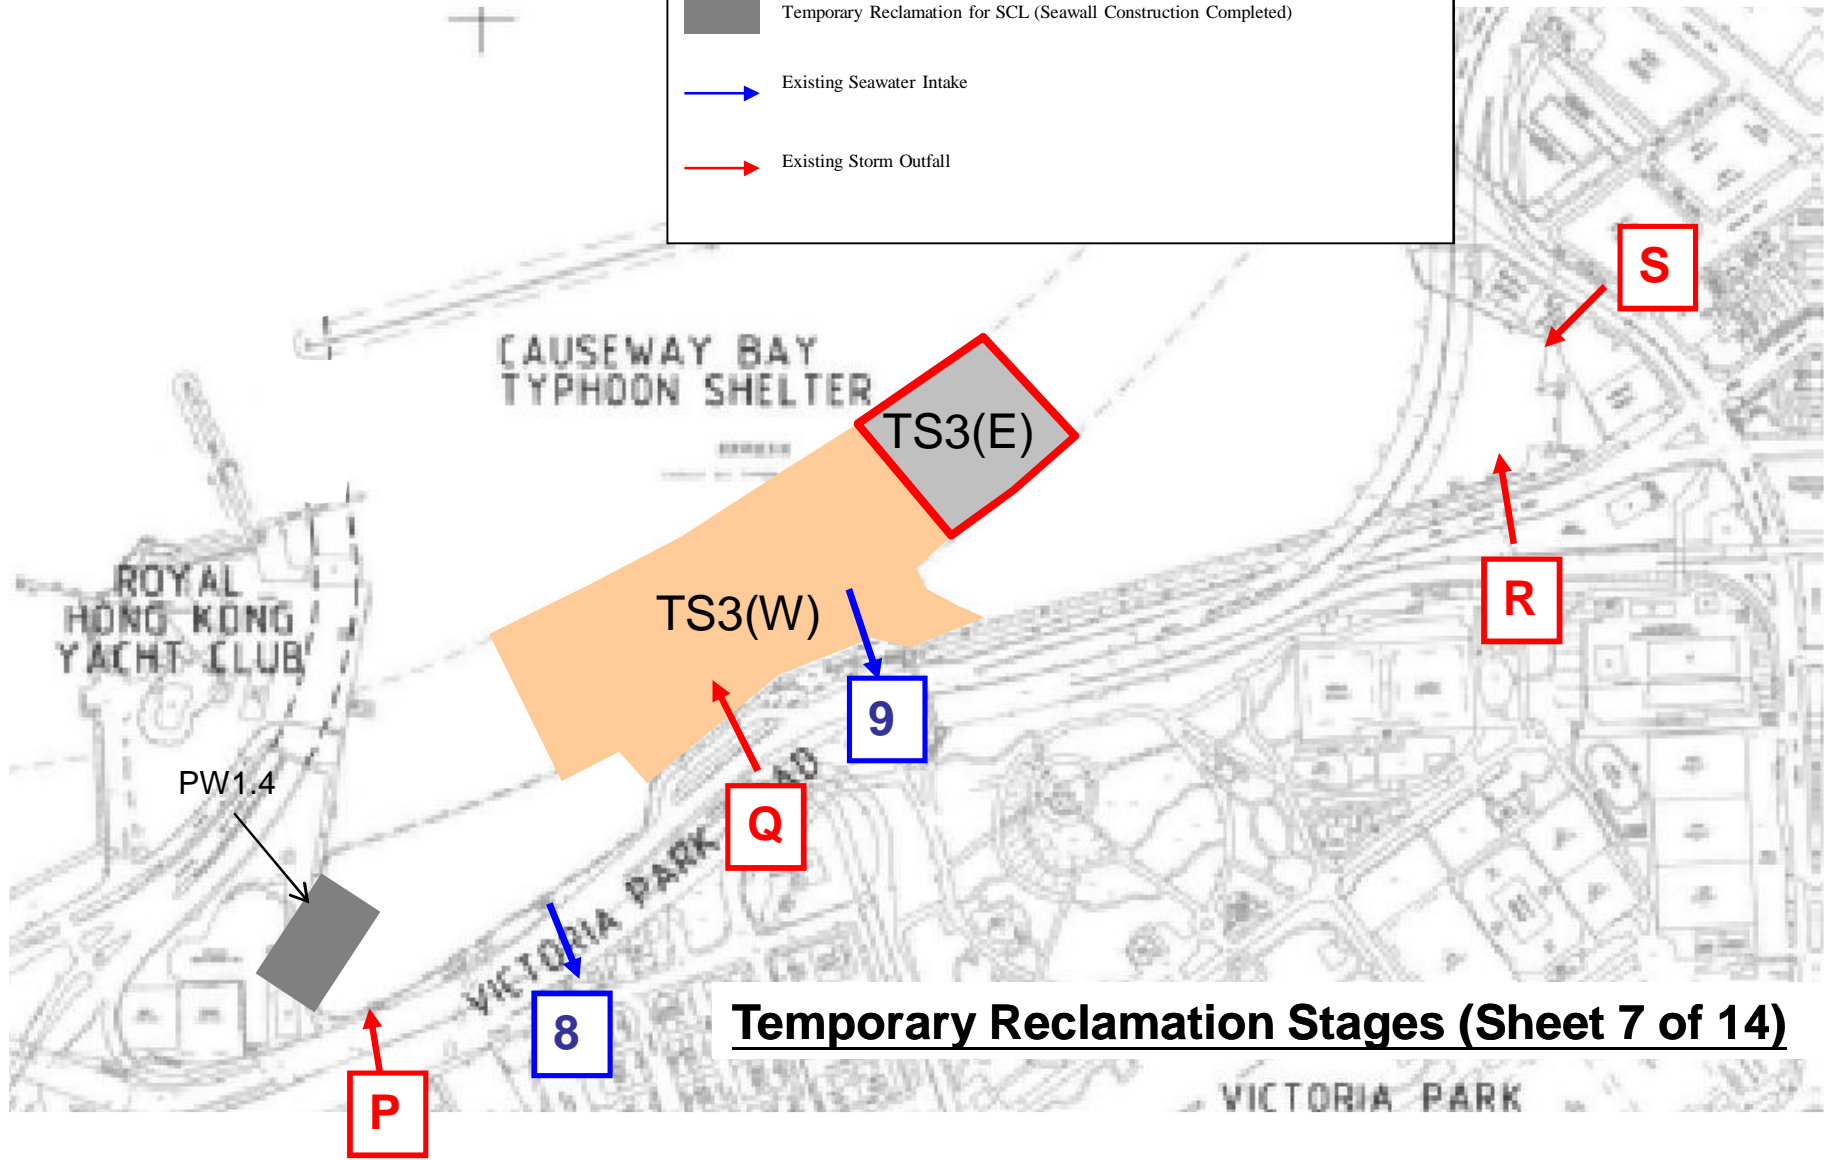 Temporary Reclamation for SCL (Seawall Construction Completed)
Existing Seawater Intake
Existing Storm Outfall
S
CAUSEWAY BAY
TYPHOON SHELTER
TS3(E)
ROYAL
HONG KONG
YACHT CLUB
TS3(W)
R
9
PW1.4
Q
VICTORIA PARK
8
Temporary Reclamation Stages (Sheet 7 of 14)
P
VICTORIA PARK